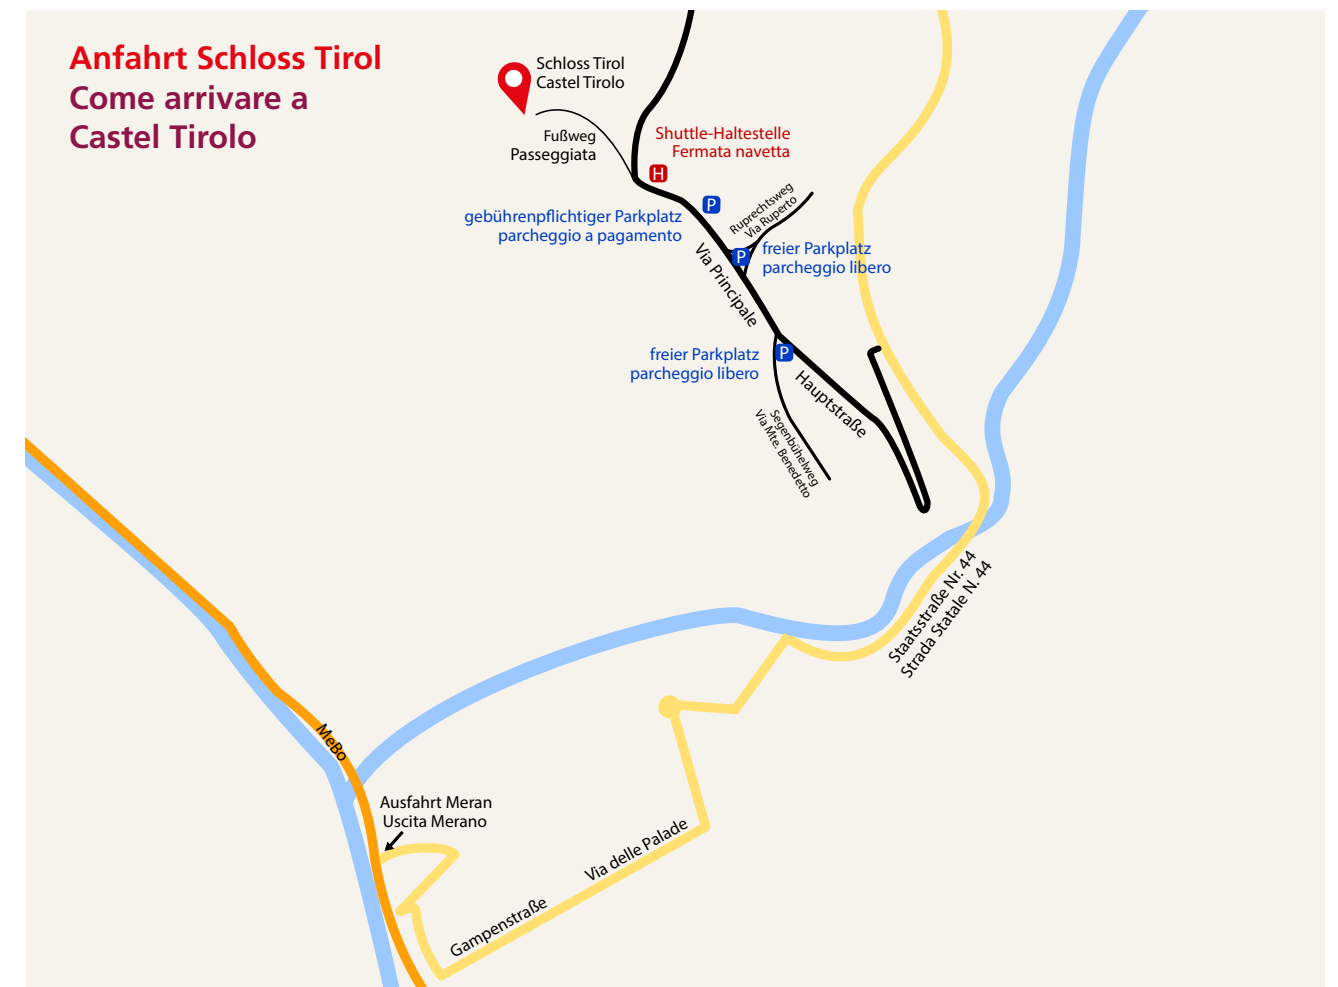 Anfahrt Schloss Tirol
Come arrivare a
Castel Tirolo
Schloss Tirol
Castel Tirolo
Fußweg
Passeggiata
Shuttle-Haltestelle
Fermata navetta
H
gebührenpflichtiger Parkplatz
parcheggio a pagamento
P
Ruprechtsweg
Via Ruperto
P
freier Parkplatz
parcheggio libero
Via Principale
freier Parkplatz
parcheggio libero
P
Hauptstraße
Segenbühelweg
Via Mte. Benedetto
Staatsstraße Nr. 44
Strada Statale N. 44
MeBo
Ausfahrt Meran
Uscita Merano
Via delle Palade
Gampenstraße